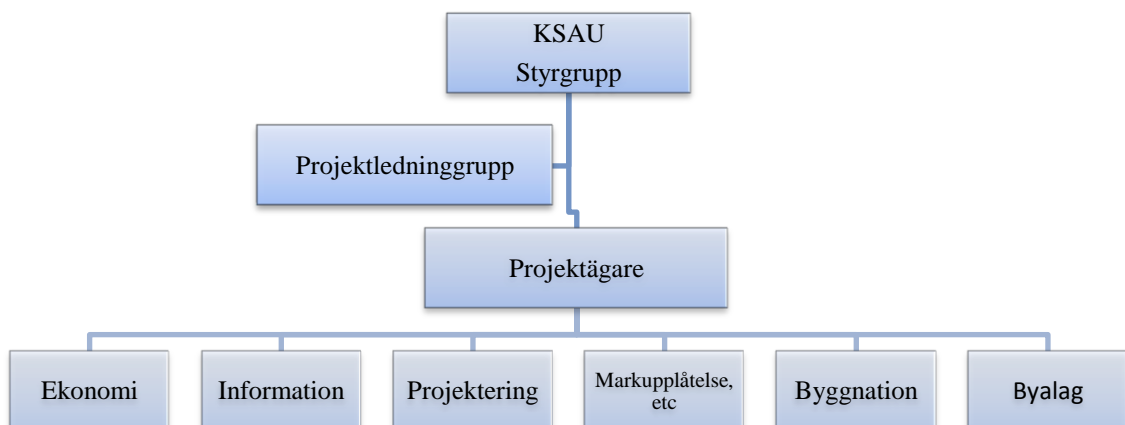 KSAU
Styrgrupp
Projektledninggrupp
Projektägare
Ekonomi
Information
Projektering
Markupplåtelse,
etc
Byggnation
Byalag